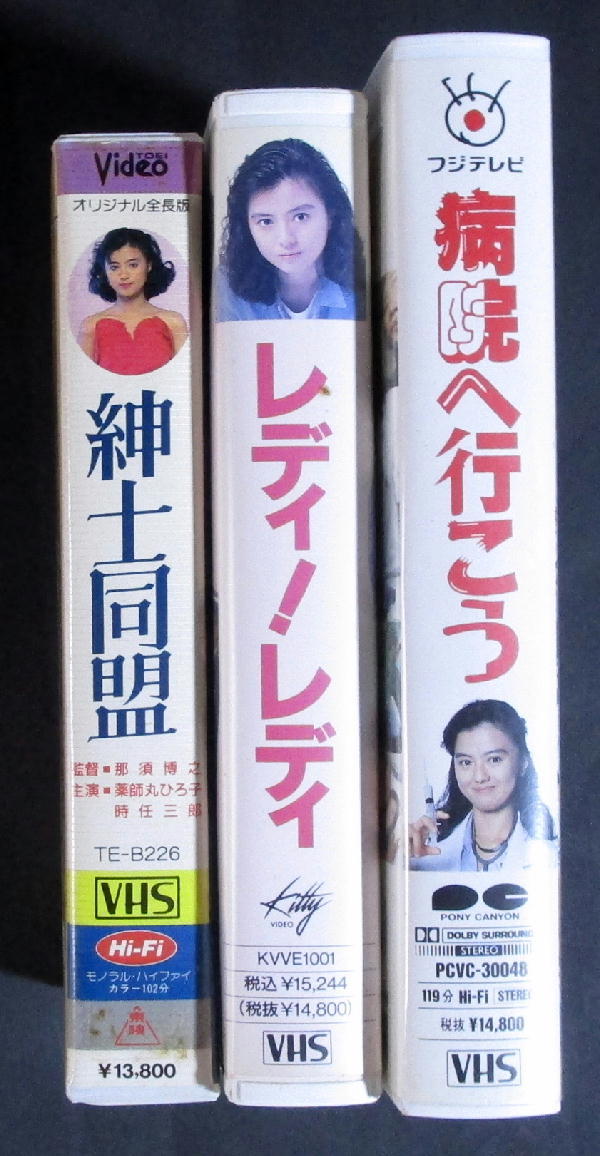 Video
TOEI
オリジナル全長版
紳士同盟
監督■那須博之
主演■薬師丸ひろ子
時任三郎
TE-B226
VHS
Hi-Fi
モノラル・ハイファイ
カラー102分
東映
¥13,800
レディ!レディ
Kitty
VIDEO
KVVE1001
税込 ¥15,244
(税抜 ¥14,800)
VHS
フジテレビ
病院へ行こう
PONY CANYON
DOLBY SURROUND
STEREO
PCVC-30048
119分 Hi-Fi STEREO
税抜 ¥14,800
VHS